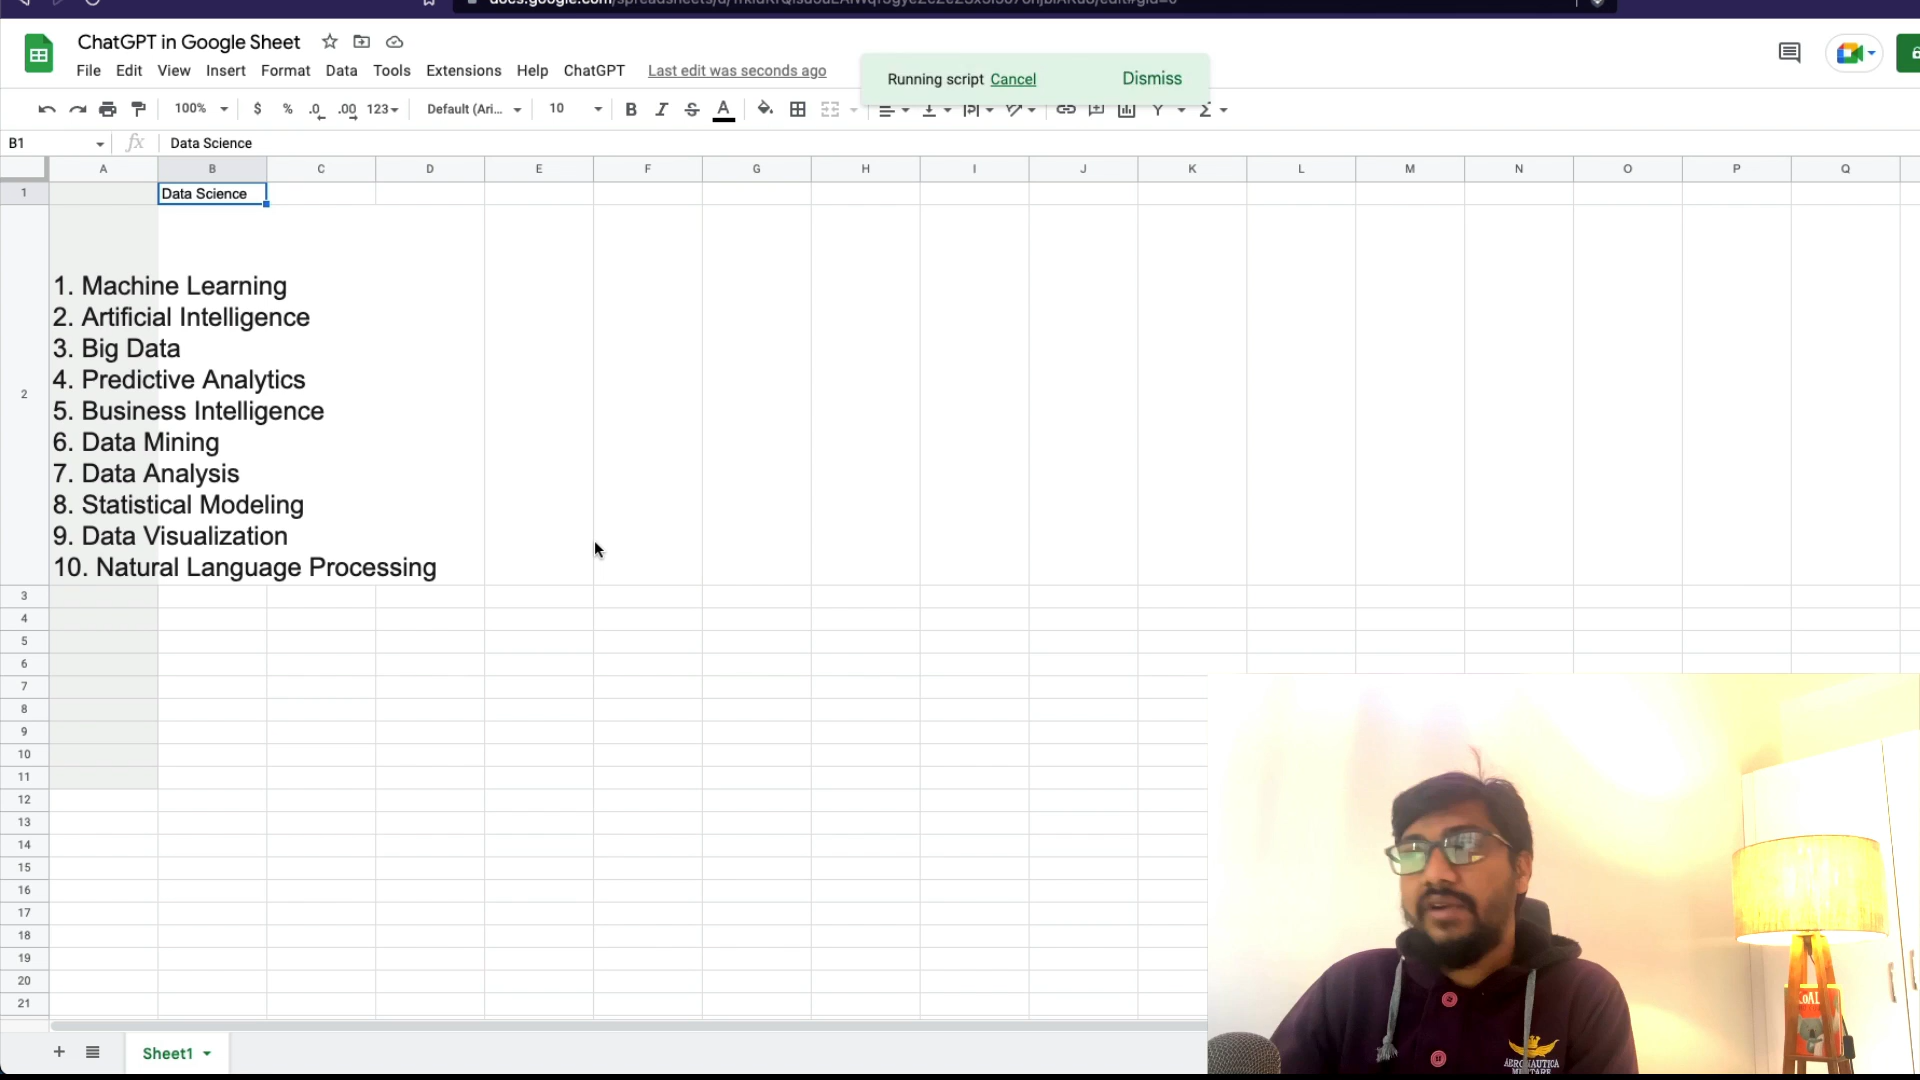 ChatGPT in Google Sheet
File Edit View Insert Format Data Tools Extensions Help ChatGPT Last edit was seconds ago
Running script Cancel Dismiss
100% $ % .0 .00 123 Default (Ari... 10 B I S A Σ
B1 fx Data Science
A B C D E F G H I J K L M N O P Q
1 Data Science
2
1. Machine Learning
2. Artificial Intelligence
3. Big Data
4. Predictive Analytics
5. Business Intelligence
6. Data Mining
7. Data Analysis
8. Statistical Modeling
9. Data Visualization
10. Natural Language Processing
3
4
5
6
7
8
9
10
11
12
13
14
15
16
17
18
19
20
21
KOALA
AERONAUTICA
MILITARE
Sheet1